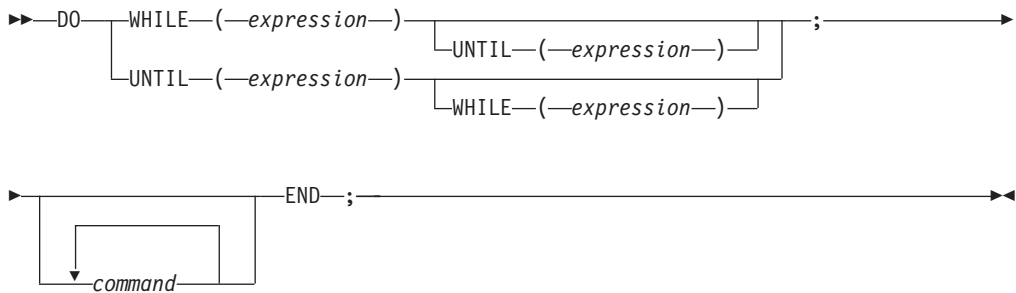 DO WHILE ( expression ) ;
UNTIL ( expression )
UNTIL ( expression )
WHILE ( expression )
END ;
command